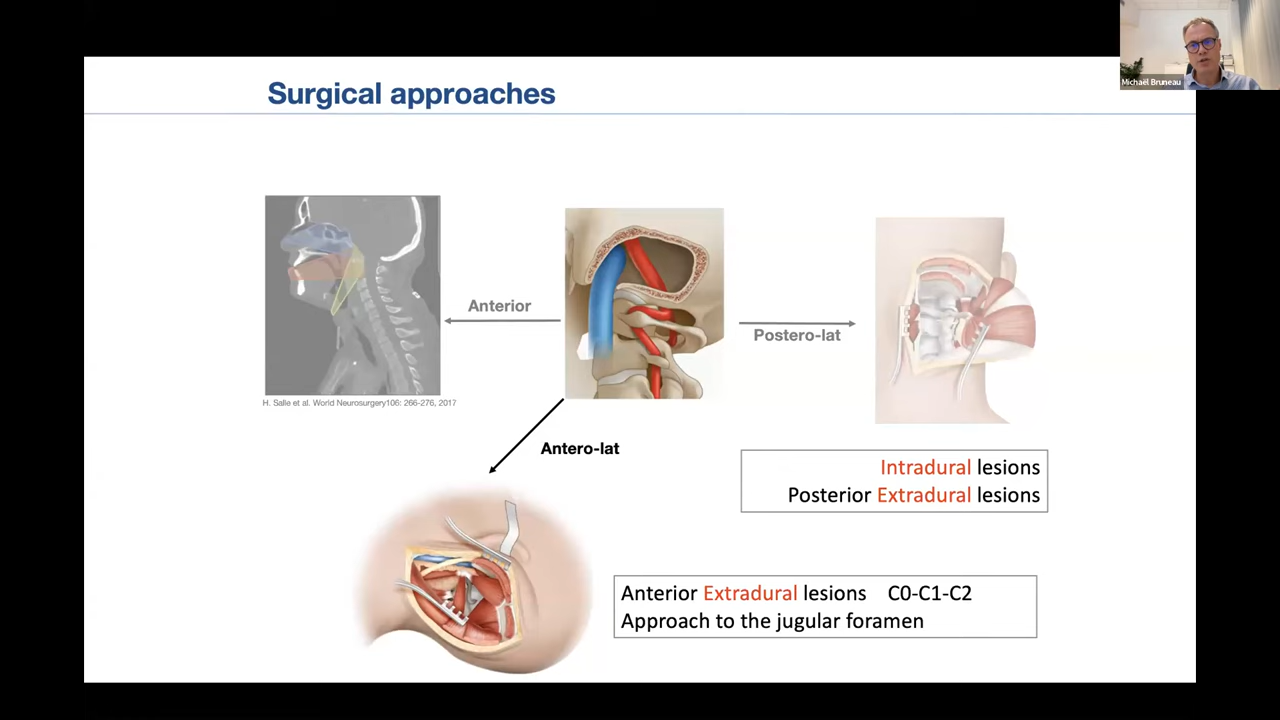 Michaël Bruneau
Surgical approaches
Anterior
Postero-lat
H. Salle et al. World Neurosurgery106: 266-276, 2017
Antero-lat
Intradural lesions
Posterior Extradural lesions
Anterior Extradural lesions C0-C1-C2
Approach to the jugular foramen